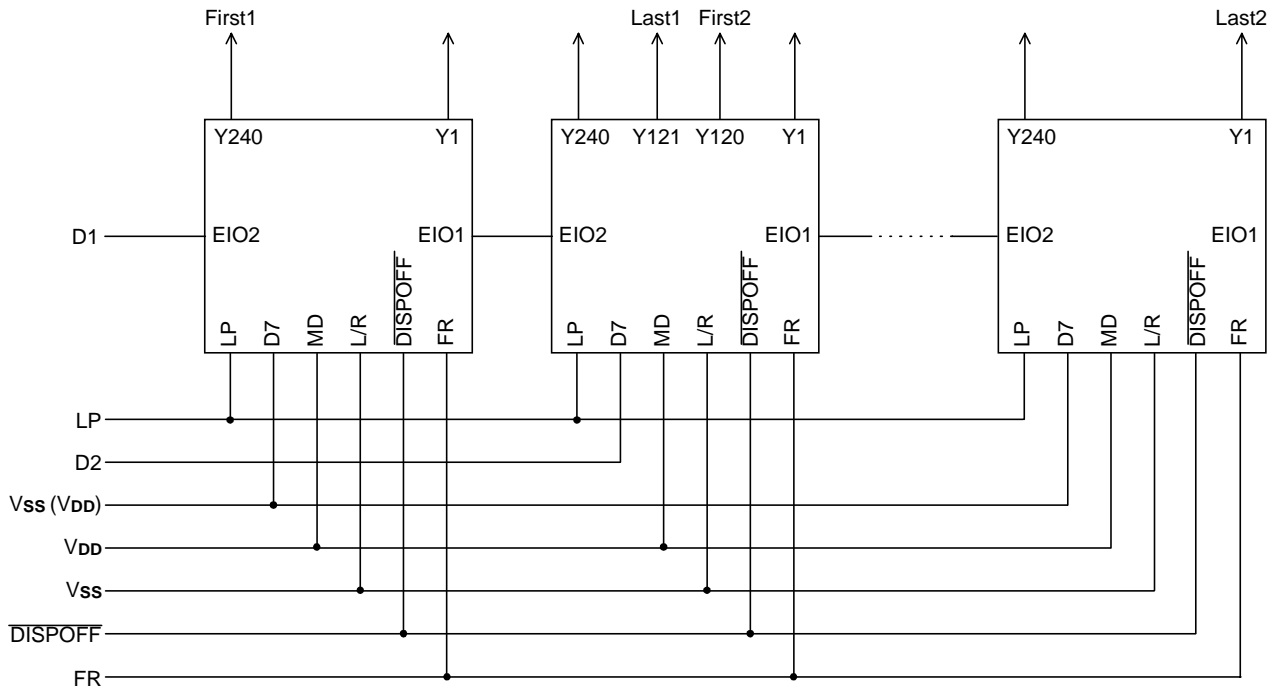 First1
Last1
First2
Last2
Y240
Y1
Y240
Y121
Y120
Y1
Y240
Y1
D1
EIO2
EIO1
EIO2
EIO1
EIO2
EIO1
LP
D7
MD
L/R
DISPOFF
FR
LP
D7
MD
L/R
DISPOFF
FR
LP
D7
MD
L/R
DISPOFF
FR
LP
D2
VSS (VDD)
VDD
VSS
DISPOFF
FR